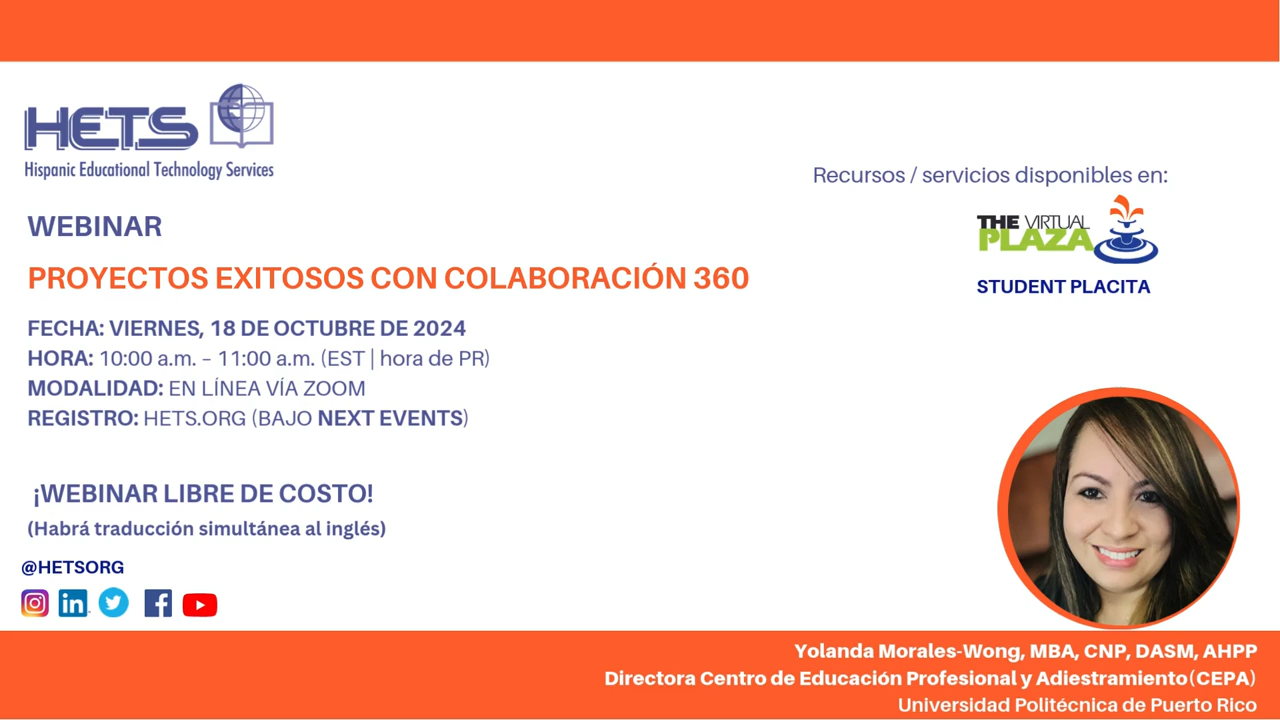 HETS
Hispanic Educational Technology Services
WEBINAR
PROYECTOS EXITOSOS CON COLABORACIÓN 360
FECHA: VIERNES, 18 DE OCTUBRE DE 2024
HORA: 10:00 a.m. – 11:00 a.m. (EST | hora de PR)
MODALIDAD: EN LÍNEA VÍA ZOOM
REGISTRO: HETS.ORG (BAJO NEXT EVENTS)
¡WEBINAR LIBRE DE COSTO!
(Habrá traducción simultánea al inglés)
@HETSORG
in
Recursos / servicios disponibles en:
THE VIRTUAL
PLAZA
STUDENT PLACITA
Yolanda Morales-Wong, MBA, CNP, DASM, AHPP
Directora Centro de Educación Profesional y Adiestramiento(CEPA)
Universidad Politécnica de Puerto Rico